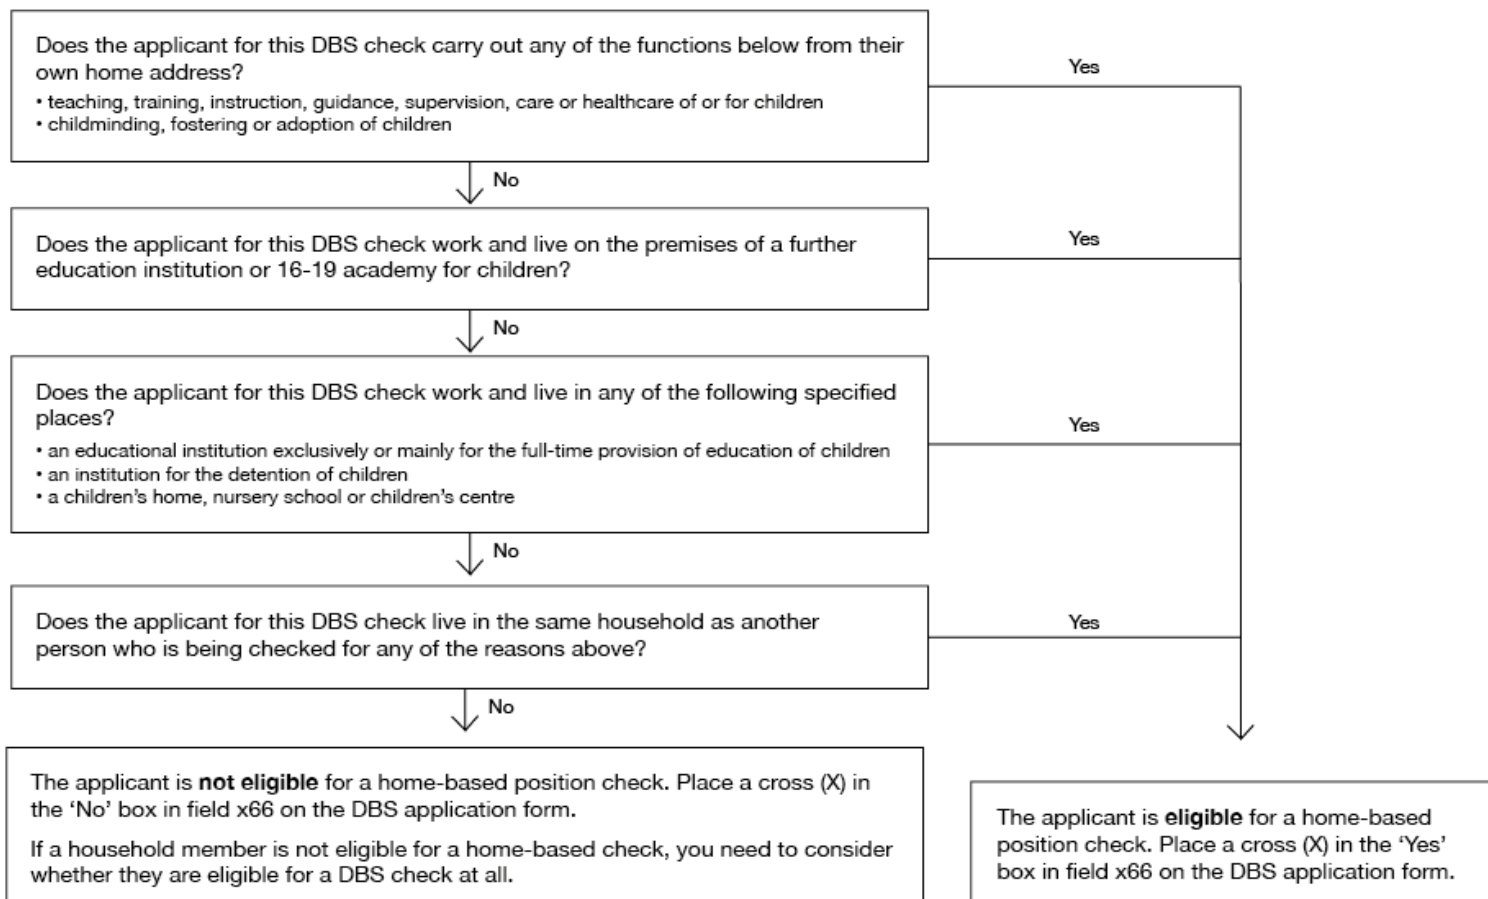 Does the applicant for this DBS check carry out any of the functions below from their
own home address?
• teaching, training, instruction, guidance, supervision, care or healthcare of or for children
• childminding, fostering or adoption of children
Yes
No
Does the applicant for this DBS check work and live on the premises of a further
education institution or 16-19 academy for children?
Yes
No
Does the applicant for this DBS check work and live in any of the following specified
places?
• an educational institution exclusively or mainly for the full-time provision of education of children
• an institution for the detention of children
• a children's home, nursery school or children's centre
Yes
No
Does the applicant for this DBS check live in the same household as another
person who is being checked for any of the reasons above?
Yes
No
The applicant is not eligible for a home-based position check. Place a cross (X) in
the ‘No’ box in field x66 on the DBS application form.
If a household member is not eligible for a home-based check, you need to consider
whether they are eligible for a DBS check at all.
The applicant is eligible for a home-based
position check. Place a cross (X) in the ‘Yes’
box in field x66 on the DBS application form.